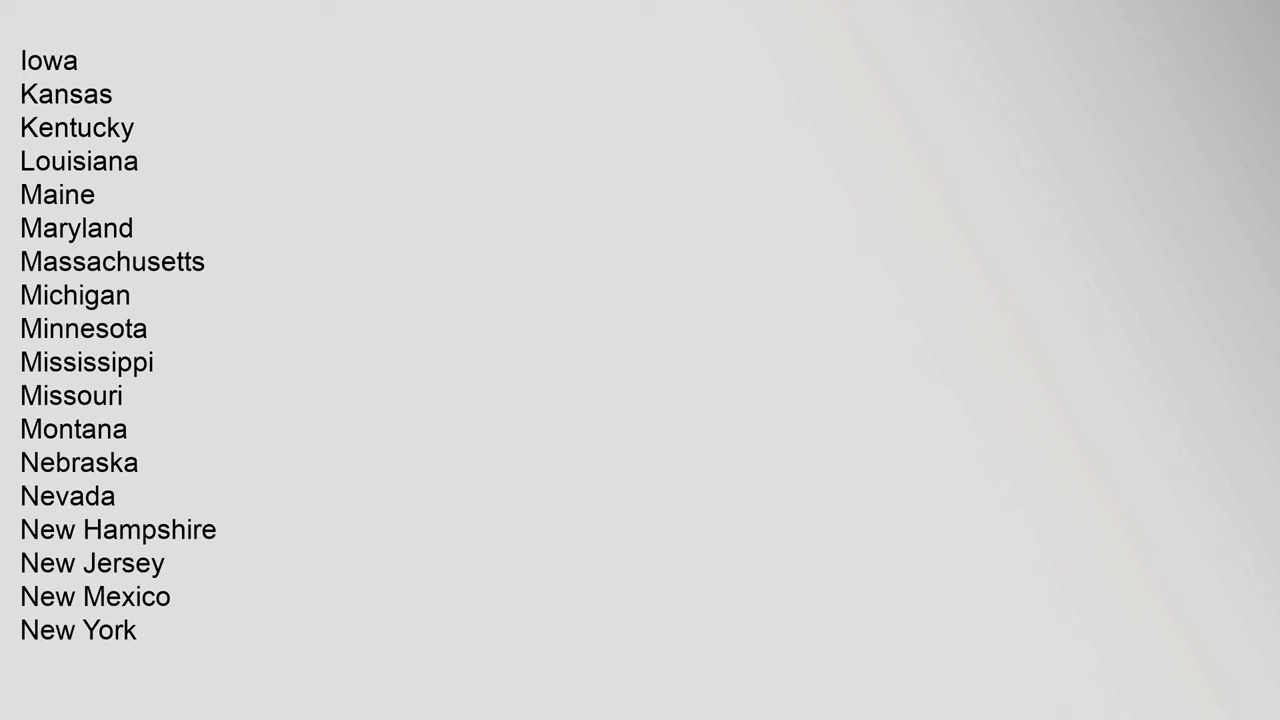 Iowa
Kansas
Kentucky
Louisiana
Maine
Maryland
Massachusetts
Michigan
Minnesota
Mississippi
Missouri
Montana
Nebraska
Nevada
New Hampshire
New Jersey
New Mexico
New York